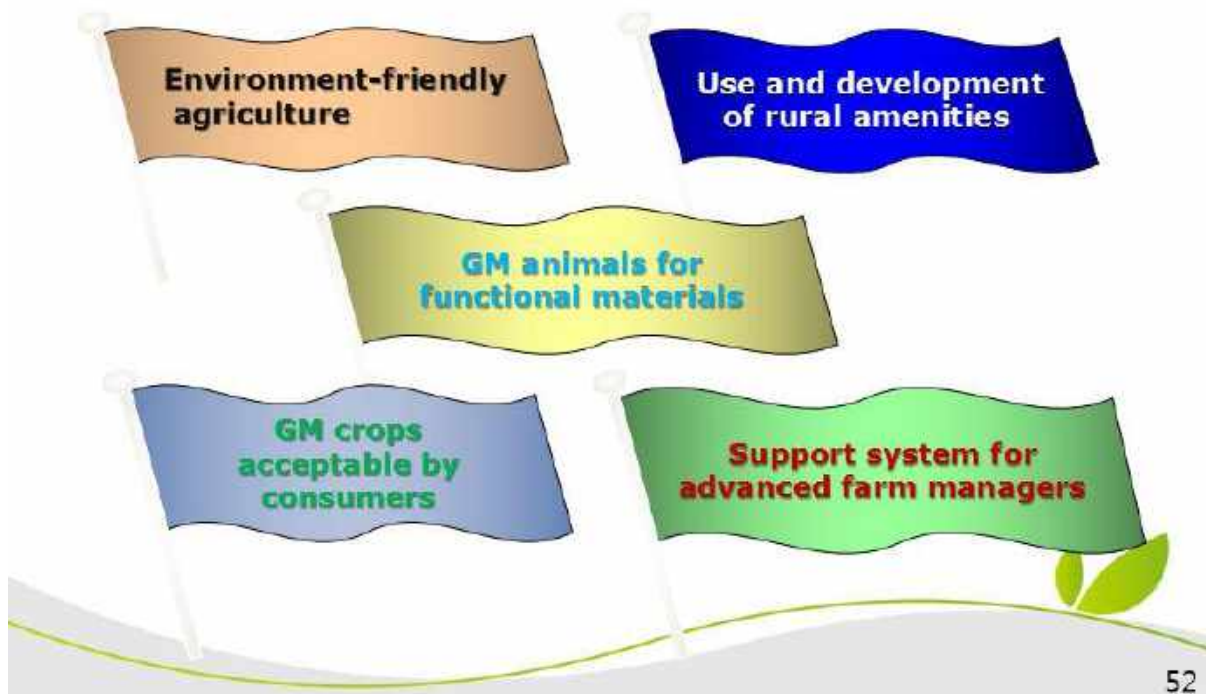 Environment-friendly
agriculture
Use and development
of rural amenities
GM animals for
functional materials
GM crops
acceptable by
consumers
Support system for
advanced farm managers
52